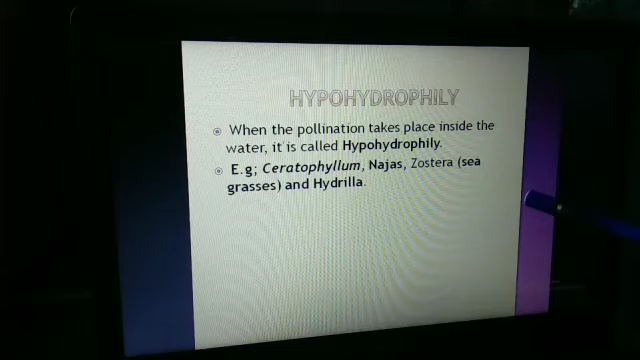 HYPOHYDROPHILY
When the pollination takes place inside the
water, it is called Hypohydrophily.
E.g; Ceratophyllum, Najas, Zostera (sea
grasses) and Hydrilla.